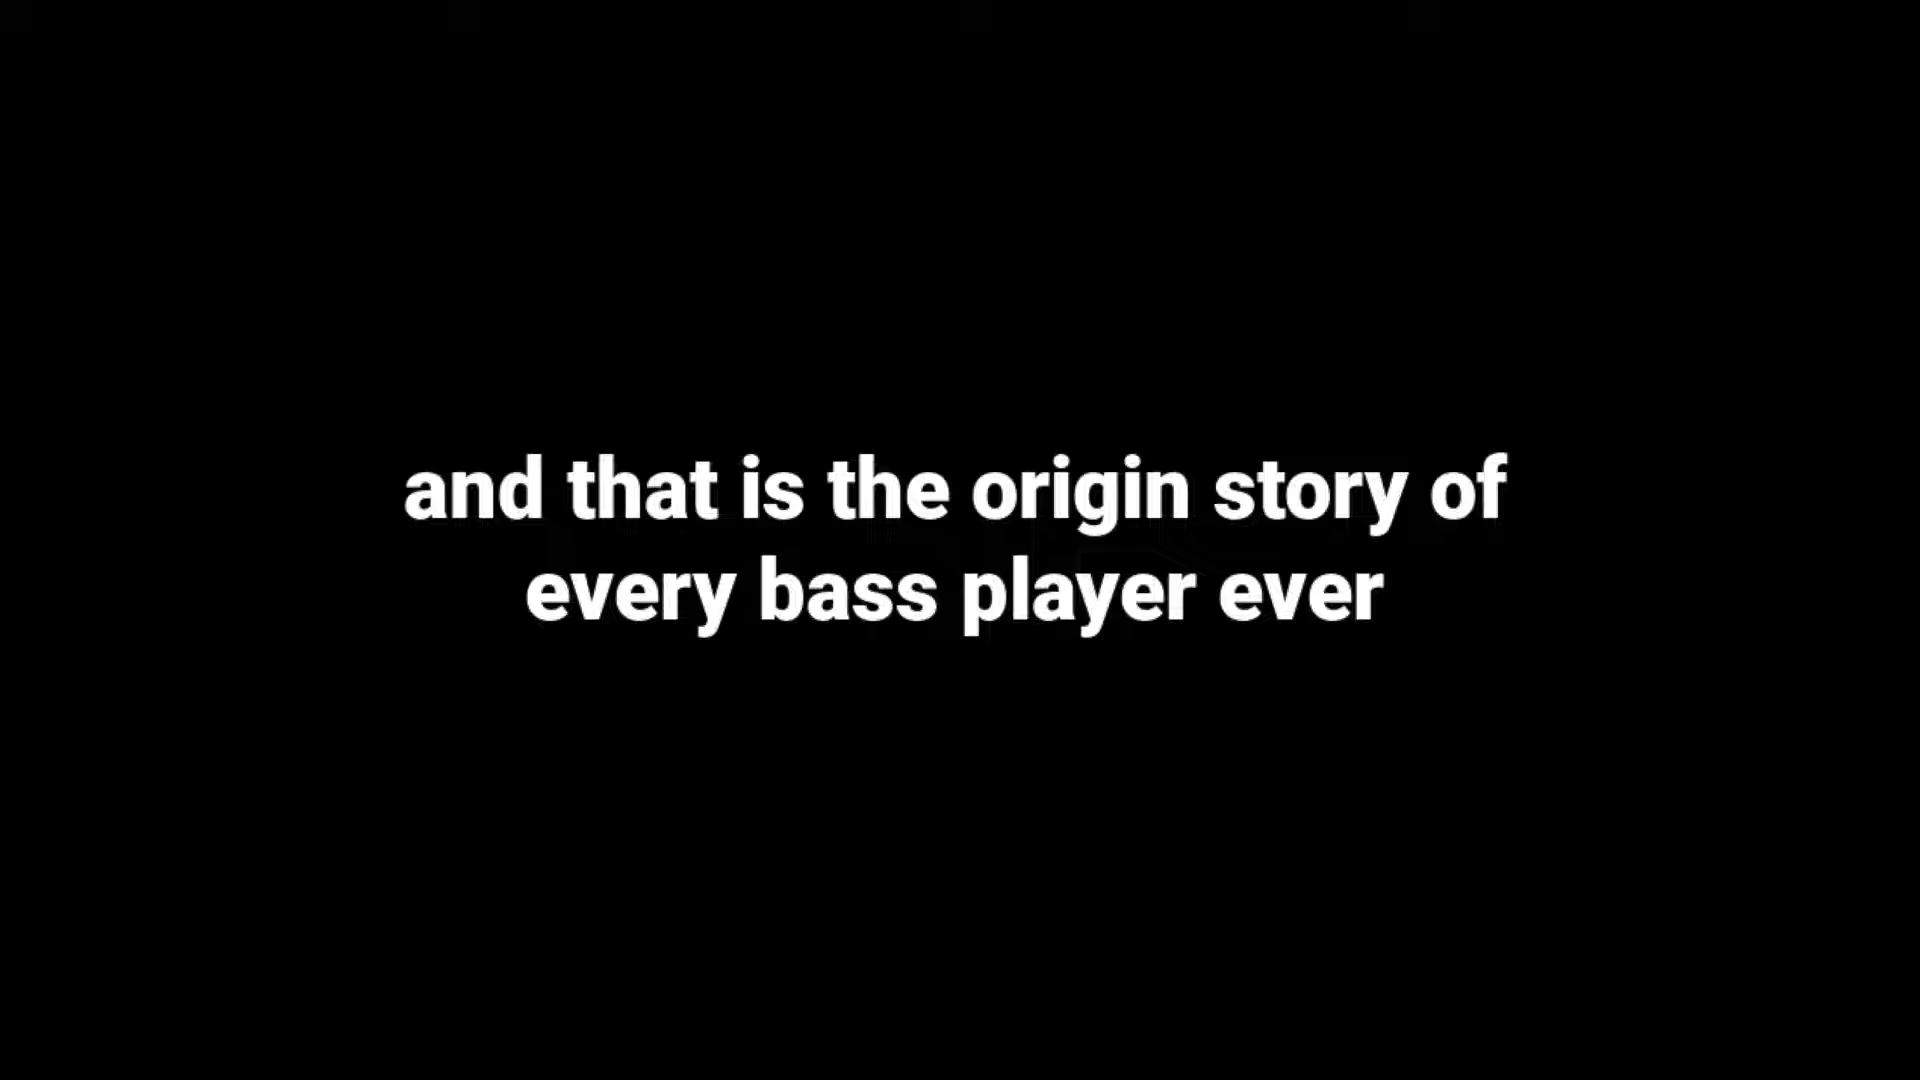 and that is the origin story of
every bass player ever